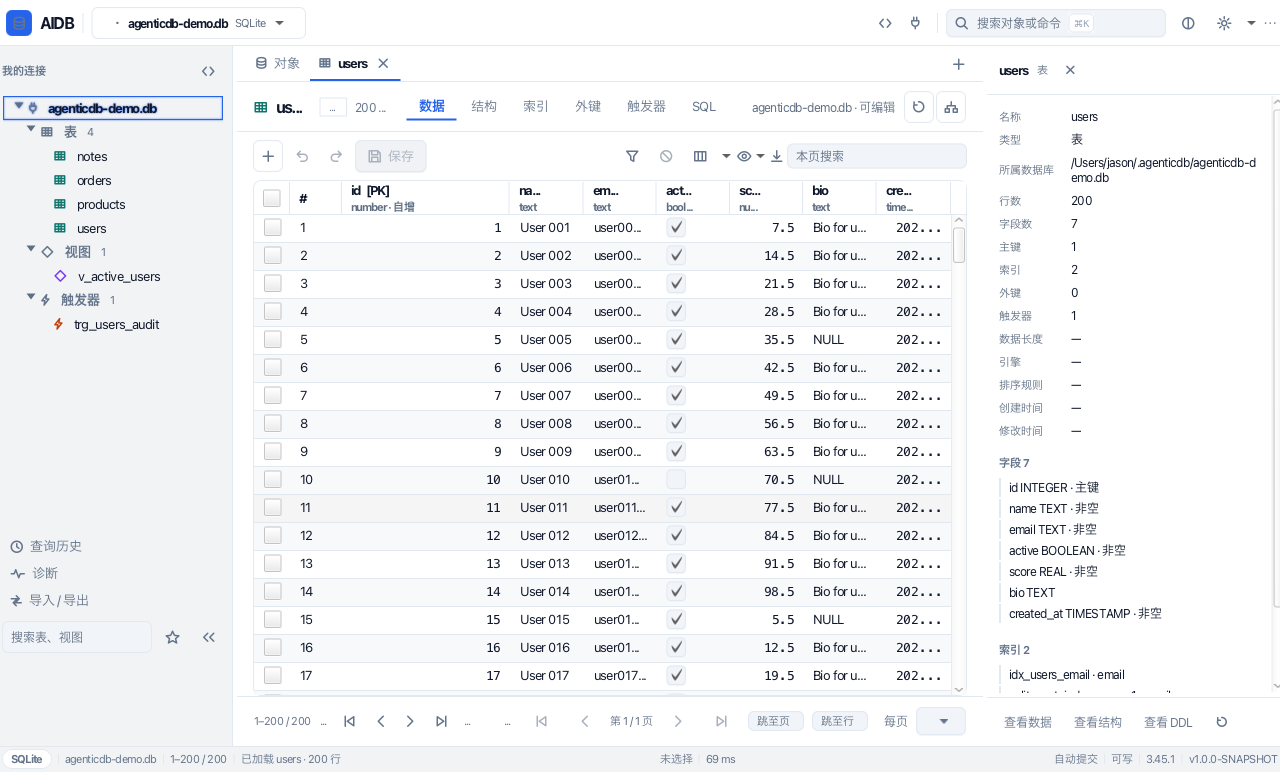 AIDB
· agenticdb-demo.db SQLite
搜索对象或命令 ⌘K
···
我的连接
agenticdb-demo.db
表 4
notes
orders
products
users
视图 1
v_active_users
触发器 1
trg_users_audit
查询历史
诊断
导入 / 导出
搜索表、视图
对象
users
us...
...
200 ...
数据
结构
索引
外键
触发器
SQL
agenticdb-demo.db · 可编辑
保存
本页搜索
# id [PK] na... em... act... sc... bio cre...
number · 自增 text text bool... nu... text time...
1 1 User 001 user00... 7.5 Bio for u... 202...
2 2 User 002 user00... 14.5 Bio for u... 202...
3 3 User 003 user00... 21.5 Bio for u... 202...
4 4 User 004 user00... 28.5 Bio for u... 202...
5 5 User 005 user00... 35.5 NULL 202...
6 6 User 006 user00... 42.5 Bio for u... 202...
7 7 User 007 user00... 49.5 Bio for u... 202...
8 8 User 008 user00... 56.5 Bio for u... 202...
9 9 User 009 user00... 63.5 Bio for u... 202...
10 10 User 010 user01... 70.5 NULL 202...
11 11 User 011 user011... 77.5 Bio for u... 202...
12 12 User 012 user012... 84.5 Bio for u... 202...
13 13 User 013 user01... 91.5 Bio for u... 202...
14 14 User 014 user01... 98.5 Bio for u... 202...
15 15 User 015 user01... 5.5 NULL 202...
16 16 User 016 user01... 12.5 Bio for u... 202...
17 17 User 017 user017... 19.5 Bio for u... 202...
1–200 / 200 ... ... ... 第 1 / 1 页 跳至页 跳至行 每页
users 表
名称 users
类型 表
所属数据库 /Users/jason/.agenticdb/agenticdb-d
emo.db
行数 200
字段数 7
主键 1
索引 2
外键 0
触发器 1
数据长度 —
引擎 —
排序规则 —
创建时间 —
修改时间 —
字段 7
id INTEGER · 主键
name TEXT · 非空
email TEXT · 非空
active BOOLEAN · 非空
score REAL · 非空
bio TEXT
created_at TIMESTAMP · 非空
索引 2
idx_users_email · email
查看数据 查看结构 查看 DDL
SQLite agenticdb-demo.db 1–200 / 200 已加载 users · 200 行 未选择 69 ms 自动提交 可写 3.45.1 v1.0.0-SNAPSHOT